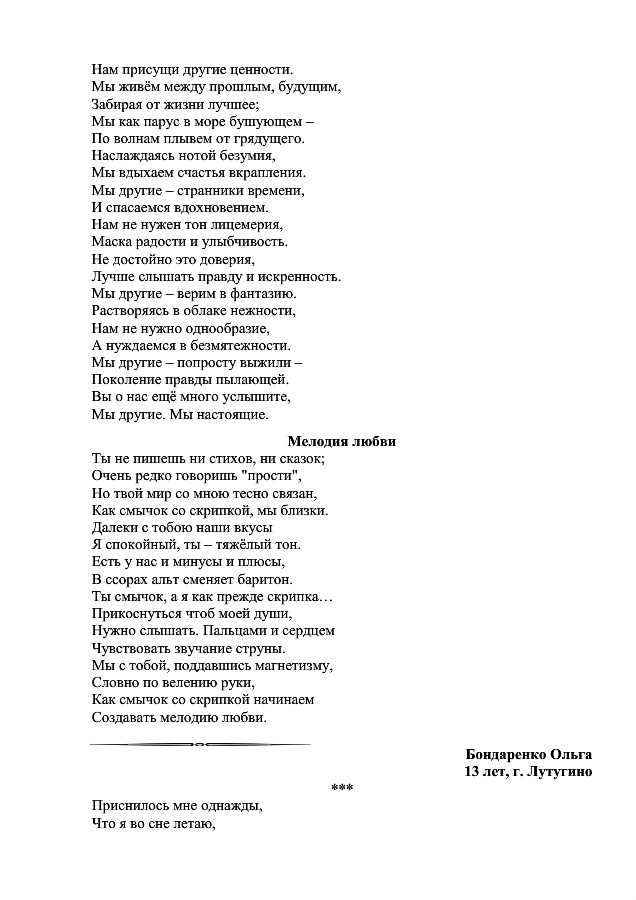 Нам присущи другие ценности.
Мы живём между прошлым, будущим,
Забирая от жизни лучшее;
Мы как парус в море бушующем –
По волнам плывем от грядущего.
Наслаждаясь нотой безумия,
Мы вдыхаем счастья вкрапления.
Мы другие – странники времени,
И спасаемся вдохновением.
Нам не нужен тон лицемерия,
Маска радости и улыбчивость.
Не достойно это доверия,
Лучше слышать правду и искренность.
Мы другие – верим в фантазию.
Растворяясь в облаке нежности,
Нам не нужно однообразие,
А нуждаемся в безмятежности.
Мы другие – попросту выжили –
Поколение правды пылающей.
Вы о нас ещё много услышите,
Мы другие. Мы настоящие.
Мелодия любви
Ты не пишешь ни стихов, ни сказок;
Очень редко говоришь "прости",
Но твой мир со мною тесно связан,
Как смычок со скрипкой, мы близки.
Далеки с тобою наши вкусы
Я спокойный, ты – тяжёлый тон.
Есть у нас и минусы и плюсы,
В ссорах альт сменяет баритон.
Ты смычок, а я как прежде скрипка…
Прикоснуться чтоб моей души,
Нужно слышать. Пальцами и сердцем
Чувствовать звучание струны.
Мы с тобой, поддавшись магнетизму,
Словно по велению руки,
Как смычок со скрипкой начинаем
Создавать мелодию любви.
Бондаренко Ольга
13 лет, г. Лутугино
***
Приснилось мне однажды,
Что я во сне летаю,